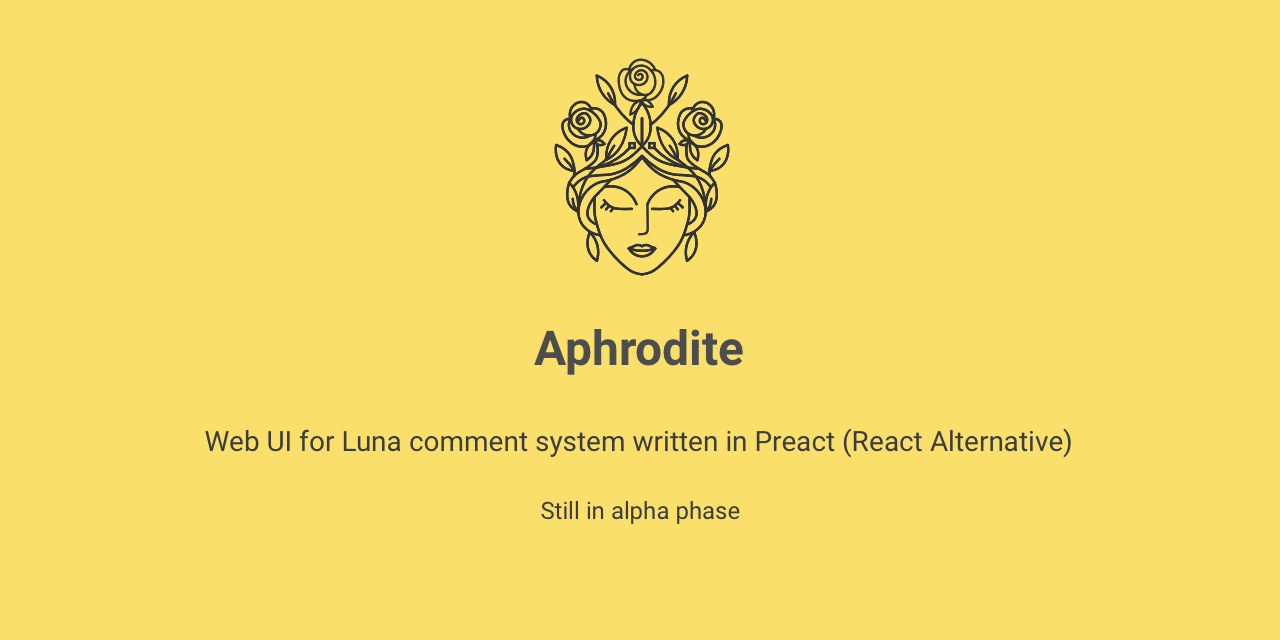 Aphrodite
Web UI for Luna comment system written in Preact (React Alternative)
Still in alpha phase